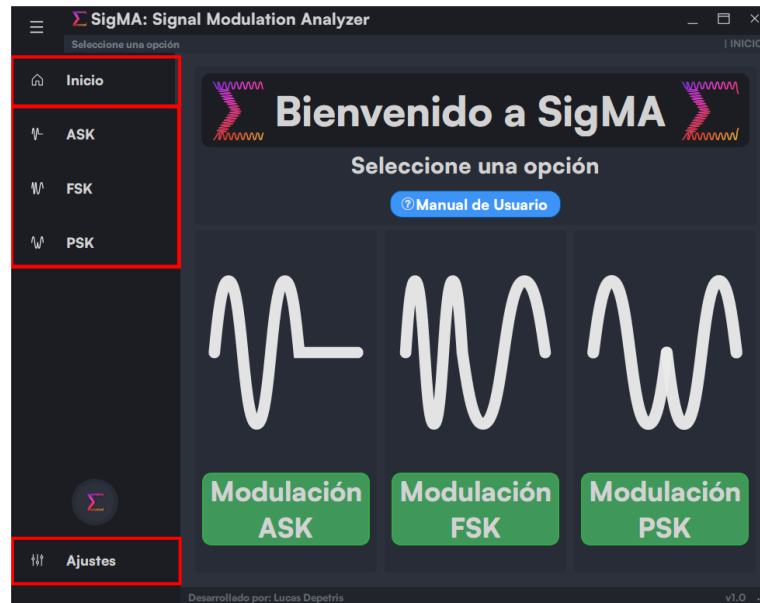 SigMA: Signal Modulation Analyzer
Seleccione una opción
| INICIO
Inicio
ASK
FSK
PSK
Ajustes
Bienvenido a SigMA
Seleccione una opción
Manual de Usuario
Modulación
ASK
Modulación
FSK
Modulación
PSK
Desarrollado por: Lucas Depetris
v1.0